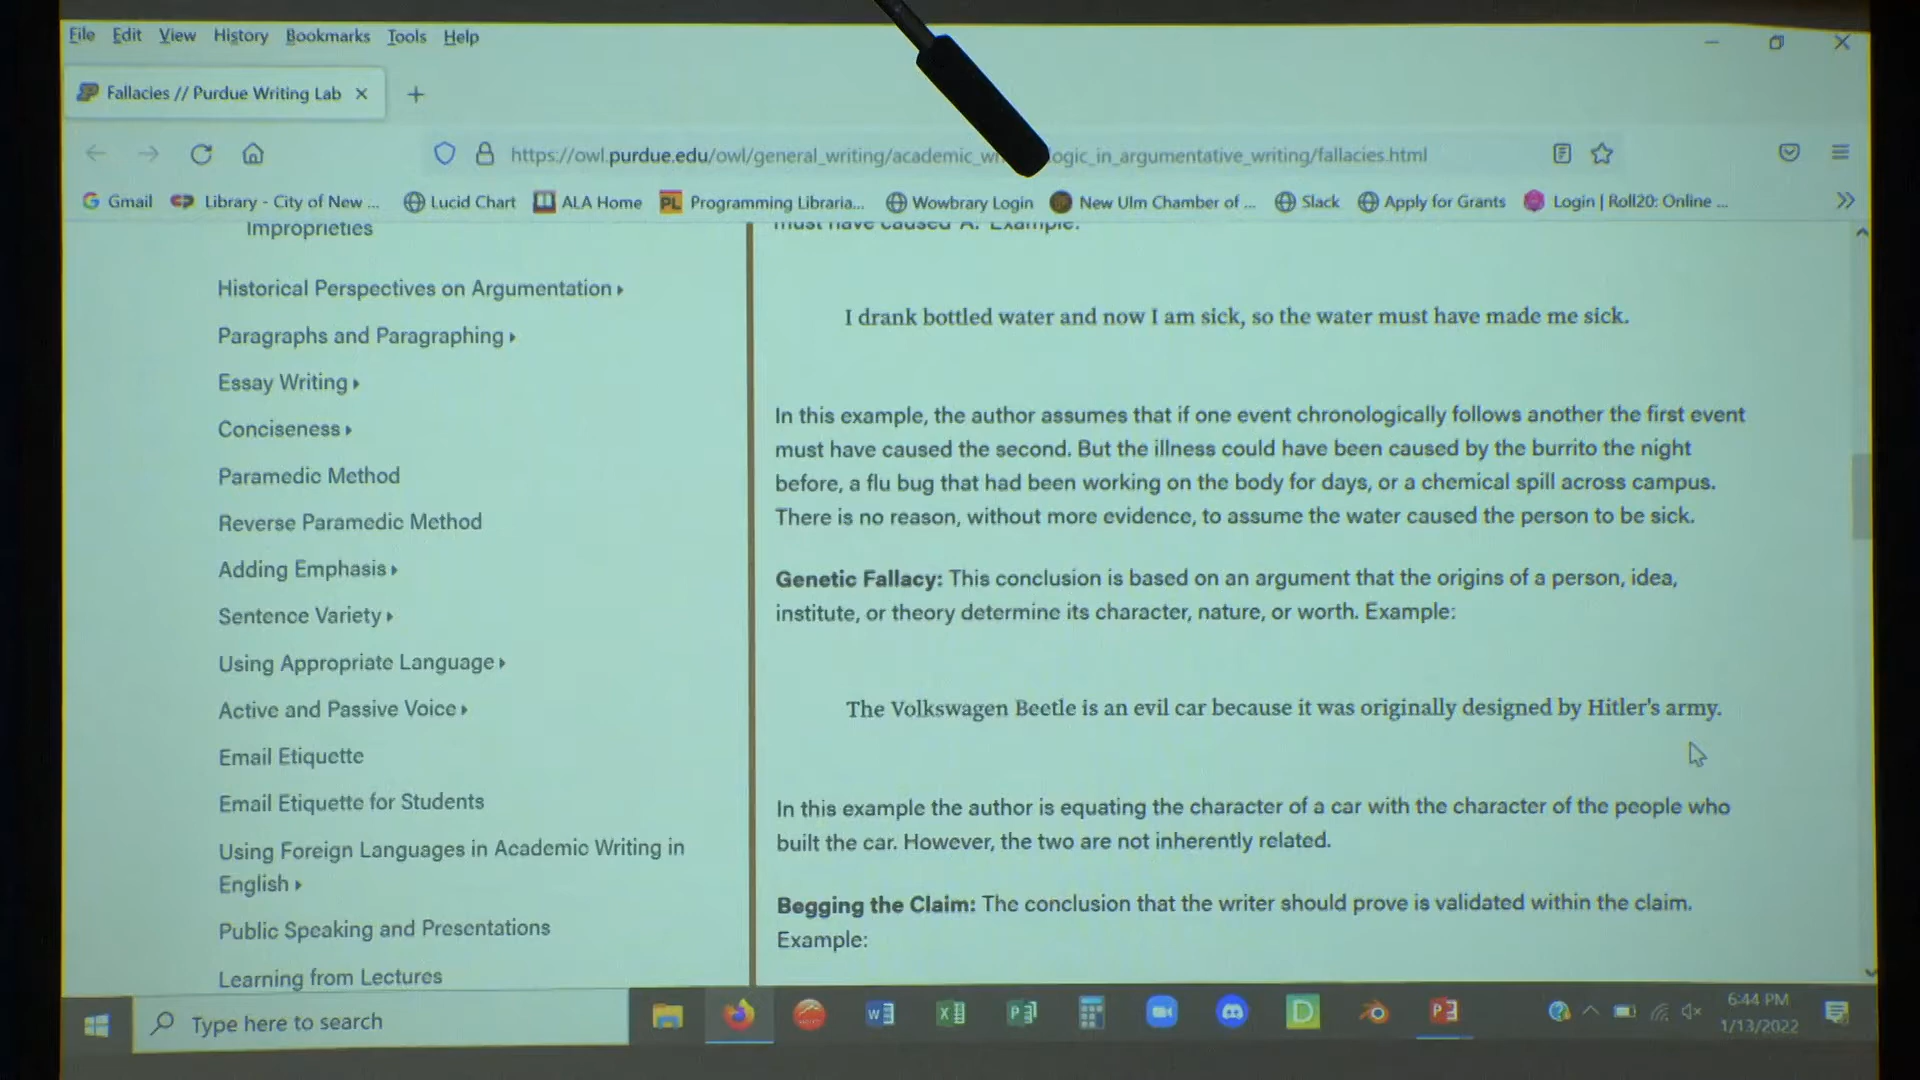 File Edit View History Bookmarks Tools Help
Fallacies // Purdue Writing Lab
https://owl.purdue.edu/owl/general_writing/academic_wr logic_in_argumentative_writing/fallacies.html
Gmail Library - City of New ... Lucid Chart ALA Home PL Programming Libraria... Wowbrary Login New Ulm Chamber of ... Slack Apply for Grants Login | Roll20: Online ...
Improprieties
Historical Perspectives on Argumentation
Paragraphs and Paragraphing
Essay Writing
Conciseness
Paramedic Method
Reverse Paramedic Method
Adding Emphasis
Sentence Variety
Using Appropriate Language
Active and Passive Voice
Email Etiquette
Email Etiquette for Students
Using Foreign Languages in Academic Writing in
English
Public Speaking and Presentations
Learning from Lectures
must have caused A. Example:
I drank bottled water and now I am sick, so the water must have made me sick.
In this example, the author assumes that if one event chronologically follows another the first event
must have caused the second. But the illness could have been caused by the burrito the night
before, a flu bug that had been working on the body for days, or a chemical spill across campus.
There is no reason, without more evidence, to assume the water caused the person to be sick.
Genetic Fallacy: This conclusion is based on an argument that the origins of a person, idea,
institute, or theory determine its character, nature, or worth. Example:
The Volkswagen Beetle is an evil car because it was originally designed by Hitler's army.
In this example the author is equating the character of a car with the character of the people who
built the car. However, the two are not inherently related.
Begging the Claim: The conclusion that the writer should prove is validated within the claim.
Example:
Type here to search
6:44 PM
1/13/2022